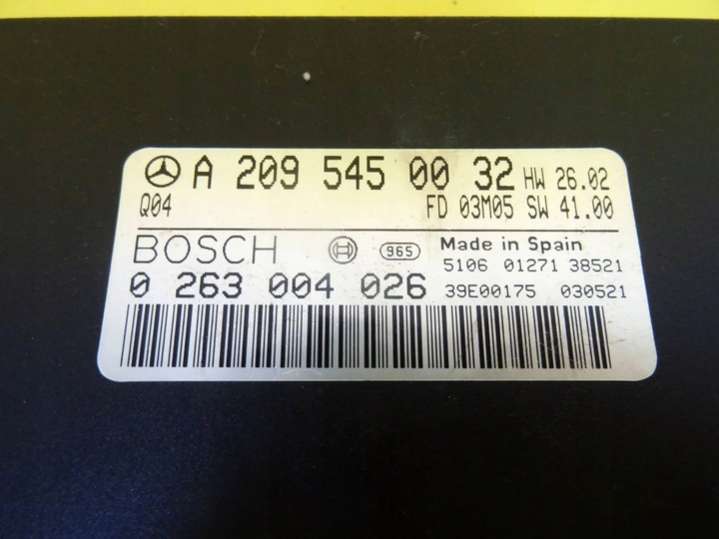 A 209 545 00 32 HW 26.02
Q04 FD 03M05 SW 41.00
BOSCH 965 Made in Spain
5106 01271 38521
0 263 004 026 39E00175 030521